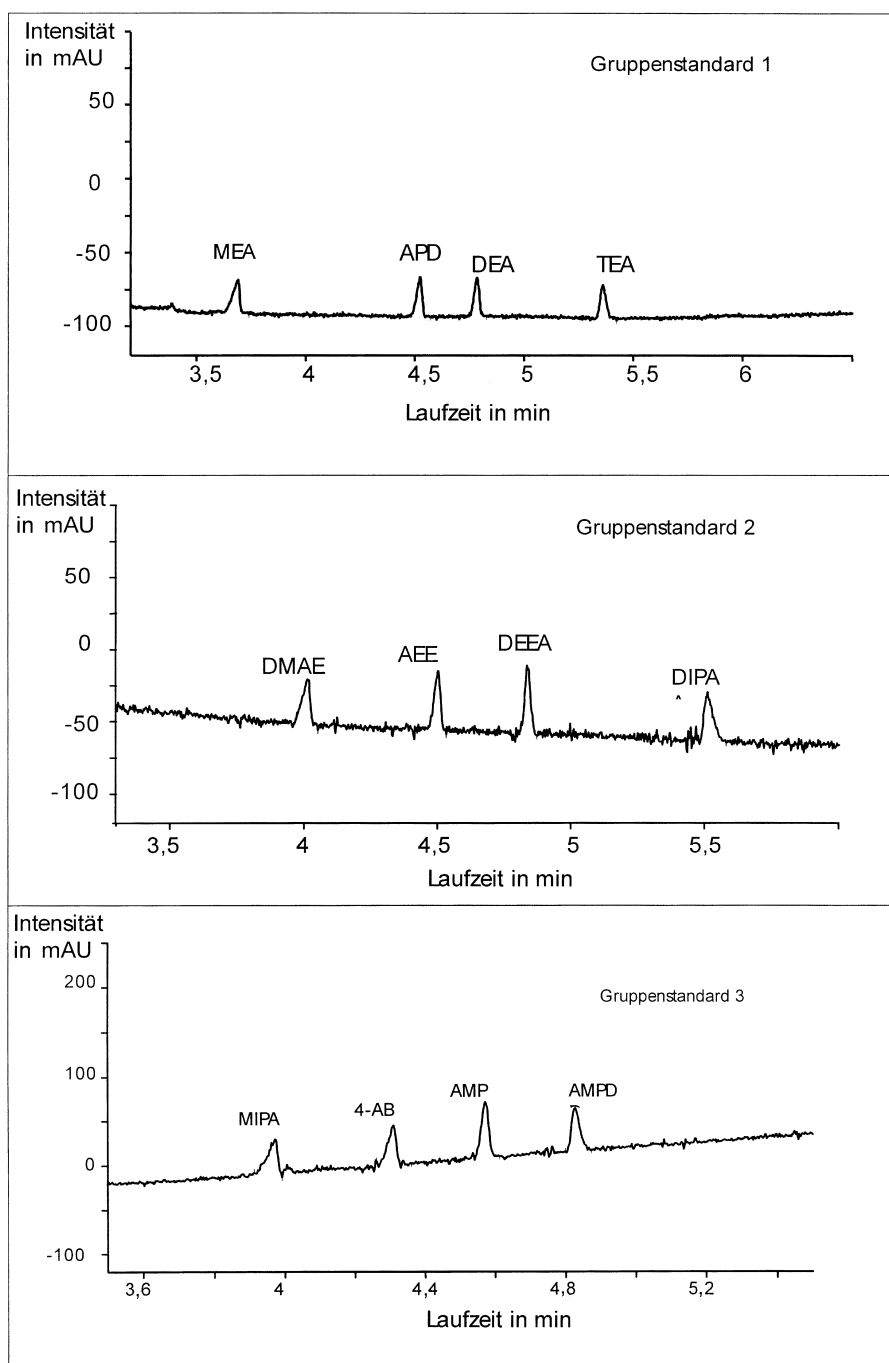 Intensität
in mAU
Gruppenstandard 1
50
0
-50
-100
MEA APD DEA TEA
3,5 4 4,5 5 5,5 6
Laufzeit in min
Intensität
in mAU
Gruppenstandard 2
50
0
-50
-100
DMAE AEE DEEA DIPA
3,5 4 4,5 5 5,5
Laufzeit in min
Intensität
in mAU
Gruppenstandard 3
200
100
0
-100
MIPA 4-AB AMP AMPD
3,6 4 4,4 4,8 5,2
Laufzeit in min